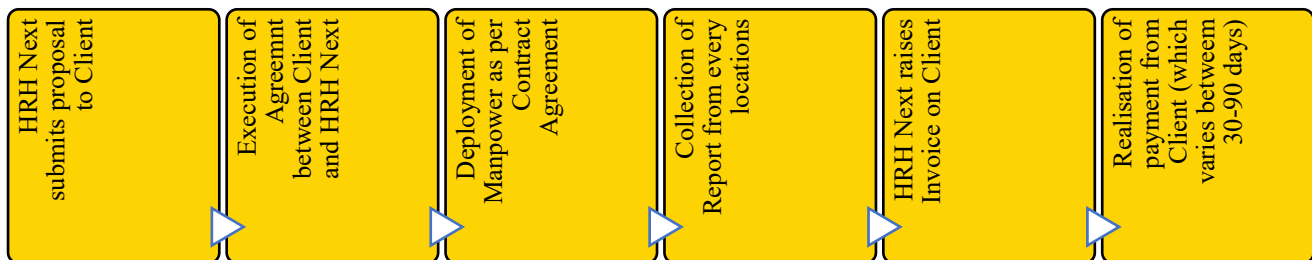 HRH Next
submits proposal
to Client
Execution of
Agreemnt
between Client
and HRH Next
Deployment of
Manpower as per
Contract
Agreement
Collection of
Report from every
locations
HRH Next raises
Invoice on Client
Realisation of
payment from
Client (which
varies betweem
30-90 days)